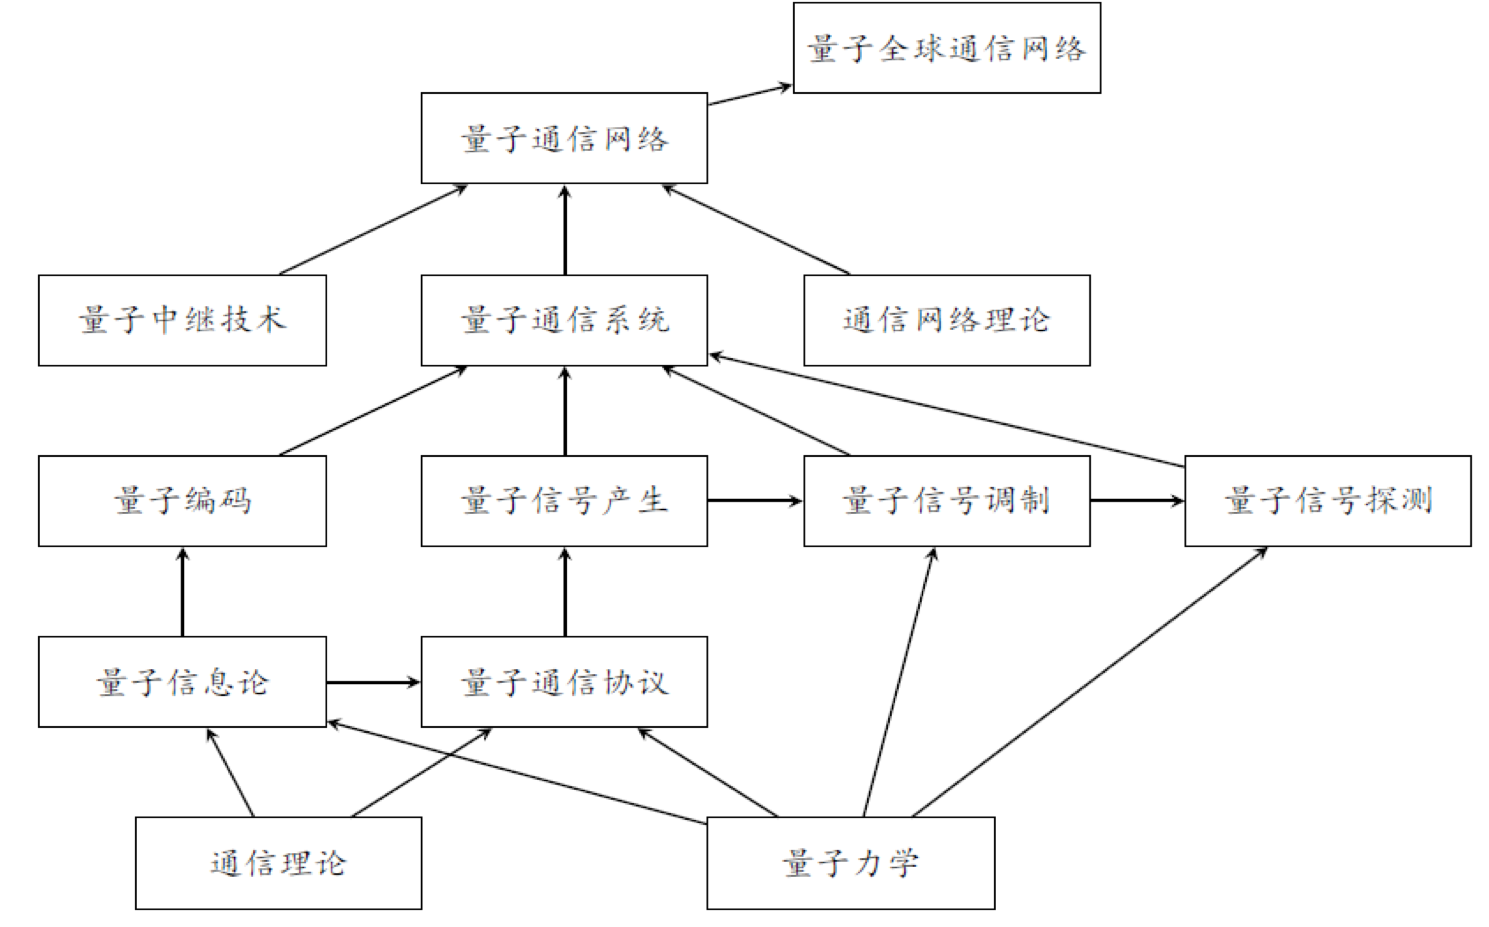 量子全球通信网络
量子通信网络
量子中继技术
量子通信系统
通信网络理论
量子编码
量子信号产生
量子信号调制
量子信号探测
量子信息论
量子通信协议
通信理论
量子力学